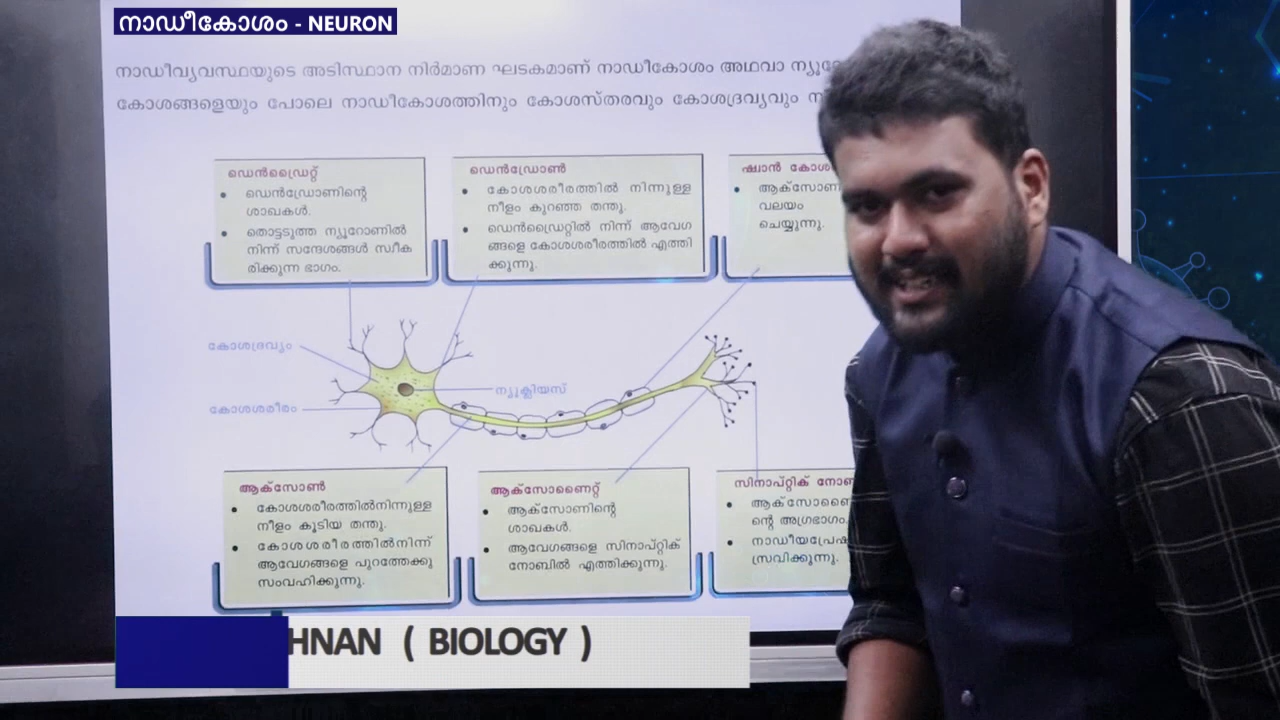 നാഡീകോശം - NEURON
നാഡീവ്യവസ്ഥയുടെ അടിസ്ഥാന നിർമാണ ഘടകമാണ് നാഡീകോശം അഥവാ
കോശങ്ങളെയും പോലെ നാഡീകോശത്തിനും കോശസ്തരവും കോശദ്രവ്യവും
ഡെൻഡ്രൈറ്റ്
• ഡെൻഡ്രോണിന്റെ
ശാഖകൾ.
• തൊട്ടടുത്ത ന്യൂറോണിൽ
നിന്ന് സന്ദേശങ്ങൾ സ്വീക
രിക്കുന്ന ഭാഗം.
ഡെൻഡ്രോൺ
• കോശശരീരത്തിൽ നിന്നുള്ള
നീളം കുറഞ്ഞ തന്തു.
• ഡെൻഡ്രൈറ്റിൽ നിന്ന് ആവേഗ
ങ്ങളെ കോശശരീരത്തിൽ എത്തി
ക്കുന്നു.
ഷ്വാൻ
വലയം
ചെയ്യുന്നു.
കോശദ്രവ്യം
ന്യൂക്ലിയസ്
കോശശരീരം
ആക്സോൺ
• കോശശരീരത്തിൽനിന്നുള്ള
നീളം കൂടിയ തന്തു.
• കോശശരീരത്തിൽനിന്ന്
ആവേഗങ്ങളെ പുറത്തേക്കു
സംവഹിക്കുന്നു.
ആക്സോണൈറ്റ്
• ആക്സോണിന്റെ
ശാഖകൾ.
• ആവേഗങ്ങളെ സിനാപ്റ്റിക്
നോബിൽ എത്തിക്കുന്നു.
സിനാപ്റ്റിക്
• ആക്സോണൈ
ന്റെ അഗ്രഭാഗം.
• നാഡീയപ്രേഷ
സ്രവിക്കുന്നു.
HNAN ( BIOLOGY )